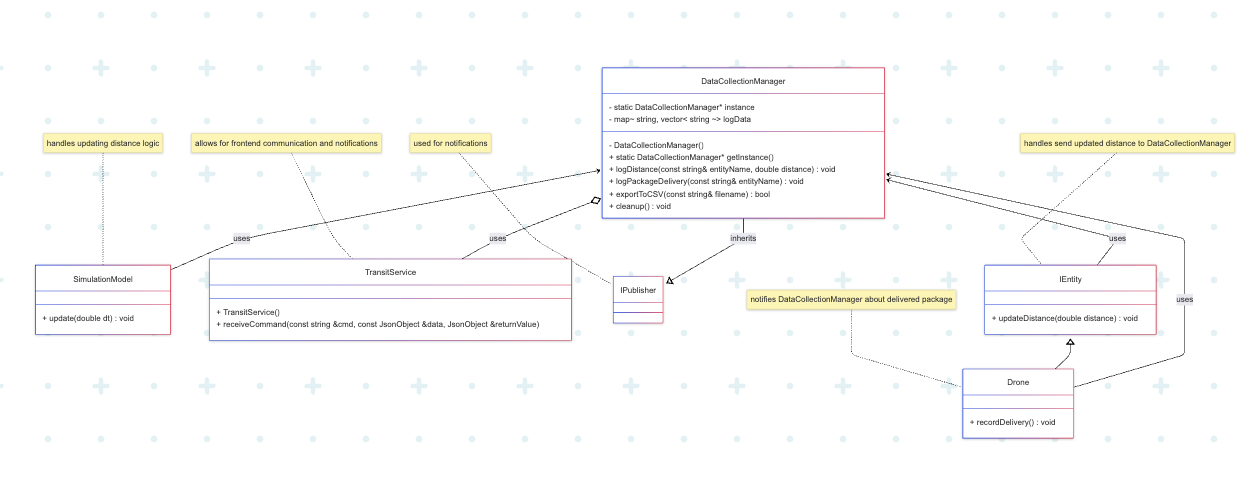 DataCollectionManager
- static DataCollectionManager* instance
- map~ string, vector< string ~> logData
- DataCollectionManager()
+ static DataCollectionManager* getInstance()
+ logDistance(const string& entityName, double distance) : void
+ logPackageDelivery(const string& entityName) : void
+ exportToCSV(const string& filename) : bool
+ cleanup() : void
handles updating distance logic
allows for frontend communication and notifications
used for notifications
handles send updated distance to DataCollectionManager
uses
uses
inherits
uses
SimulationModel
+ update(double dt) : void
TransitService
+ TransitService()
+ receiveCommand(const string &cmd, const JsonObject &data, JsonObject &returnValue)
IPublisher
notifies DataCollectionManager about delivered package
IEntity
+ updateDistance(double distance) : void
uses
Drone
+ recordDelivery() : void